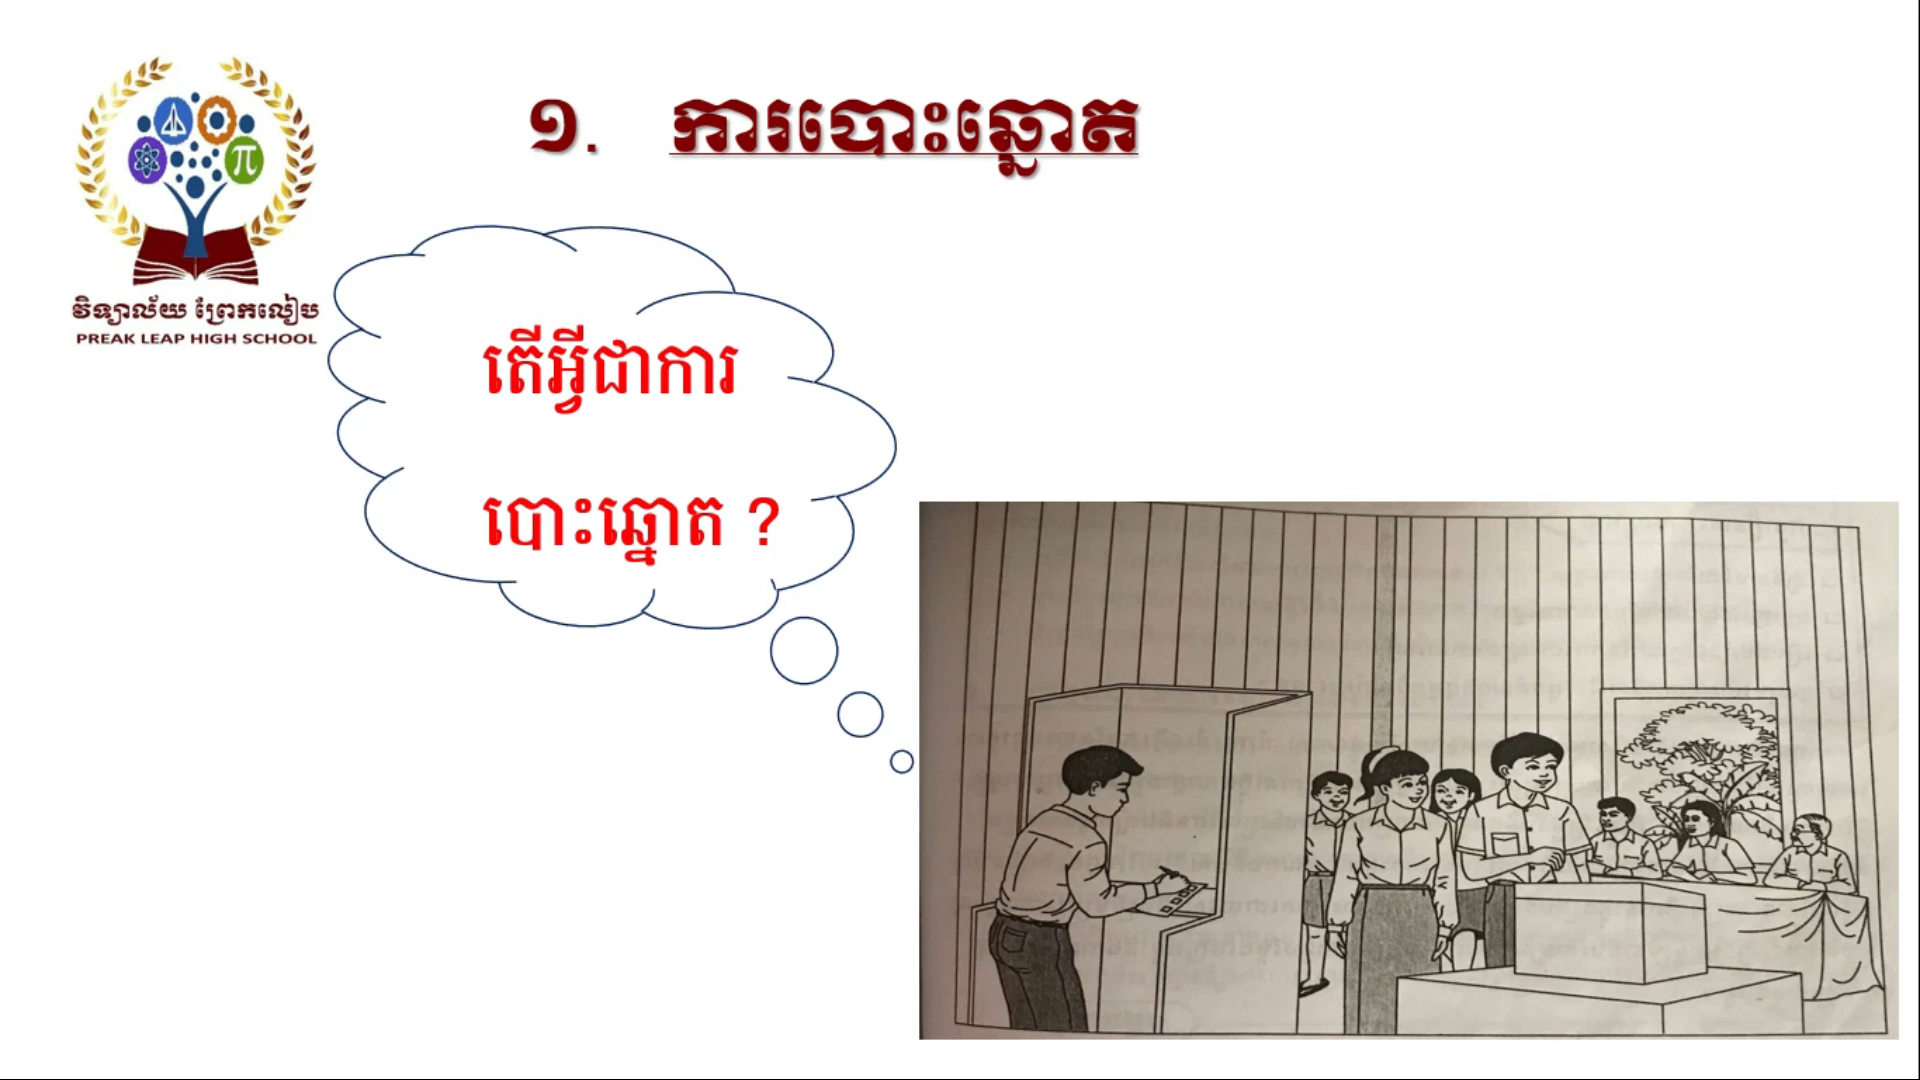 ១. ការបោះឆ្នោត
វិទ្យាល័យ ព្រែកលៀប
PREAK LEAP HIGH SCHOOL
តើអ្វីជាការ
បោះឆ្នោត ?